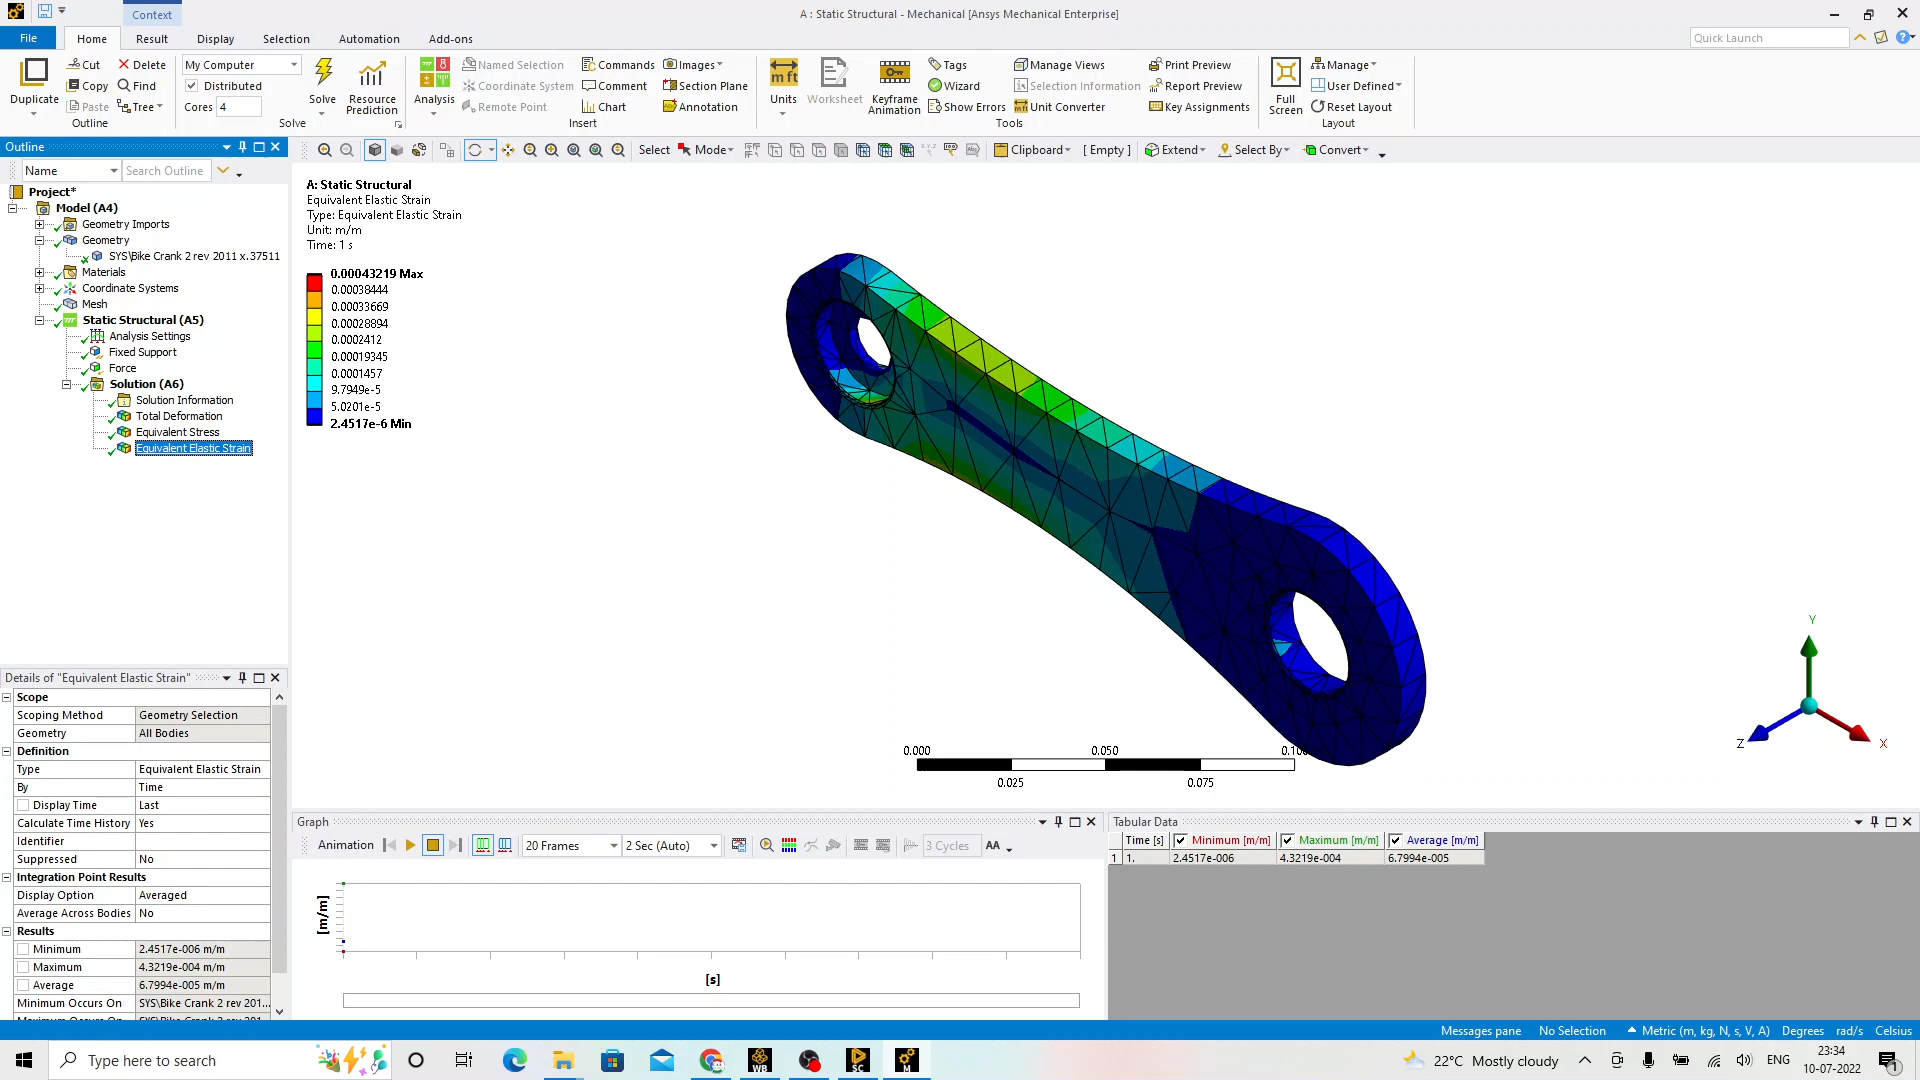 Context
A : Static Structural - Mechanical [Ansys Mechanical Enterprise]
File Home Result Display Selection Automation Add-ons
Quick Launch
Duplicate Cut Delete
Copy Find
Paste Tree
Outline
My Computer
Distributed
Cores 4
Solve Resource Prediction
Solve
Analysis Named Selection Commands Images
Coordinate System Comment Section Plane
Remote Point Chart Annotation
Insert
Units Worksheet Keyframe Animation
Tags Manage Views Print Preview
Wizard Selection Information Report Preview
Show Errors Unit Converter Key Assignments
Tools
Full Screen Manage
User Defined
Reset Layout
Layout
Outline
Name Search Outline
Select Mode Clipboard [ Empty ] Extend Select By Convert
Project*
Model (A4)
Geometry Imports
Geometry
SYS\Bike Crank 2 rev 2011 x.37511
Materials
Coordinate Systems
Mesh
Static Structural (A5)
Analysis Settings
Fixed Support
Force
Solution (A6)
Solution Information
Total Deformation
Equivalent Stress
Equivalent Elastic Strain
A: Static Structural
Equivalent Elastic Strain
Type: Equivalent Elastic Strain
Unit: m/m
Time: 1 s
0.00043219 Max
0.00038444
0.00033669
0.00028894
0.0002412
0.00019345
0.0001457
9.7949e-5
5.0201e-5
2.4517e-6 Min
0.000 0.050 0.100
0.025 0.075
Y
Z
X
Details of "Equivalent Elastic Strain"
Scope
Scoping Method Geometry Selection
Geometry All Bodies
Definition
Type Equivalent Elastic Strain
By Time
Display Time Last
Calculate Time History Yes
Identifier
Suppressed No
Integration Point Results
Display Option Averaged
Average Across Bodies No
Results
Minimum 2.4517e-006 m/m
Maximum 4.3219e-004 m/m
Average 6.7994e-005 m/m
Minimum Occurs On SYS\Bike Crank 2 rev 201...
Graph
Animation 20 Frames 2 Sec (Auto) 3 Cycles AA
[m/m]
[s]
Tabular Data
Time [s] Minimum [m/m] Maximum [m/m] Average [m/m]
1 1. 2.4517e-006 4.3219e-004 6.7994e-005
Messages pane No Selection Metric (m, kg, N, s, V, A) Degrees rad/s Celsius
Type here to search
WB
SC
M
22°C Mostly cloudy
ENG
23:34
10-07-2022
1